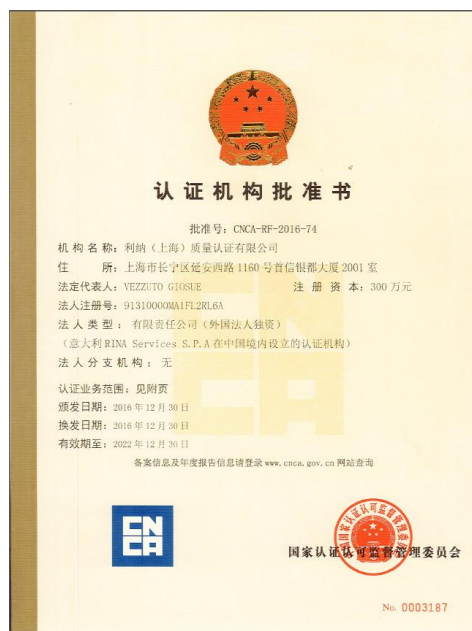 认证机构批准书
批准号：CNCA-RF-2016-74
机构名称：利纳（上海）质量认证有限公司
住 所：上海市长宁区延安西路1160号首信银都大厦2001室
法定代表人：VEZZUTO GIOSUE 注册资本：300万元
法人注册号：91310000MA1FL2RL6A
法人类型：有限责任公司（外国法人独资）
（意大利RINA Services S.P.A在中国境内设立的认证机构）
法人分支机构：无
认证业务范围：见附页
颁发日期：2016年12月30日
换发日期：2016年12月30日
有效期至：2022年12月30日
备案信息及年度报告信息请登录www.cnca.gov.cn网站查询
CN
CA
国家认证认可监督管理委员会
No. 0003187